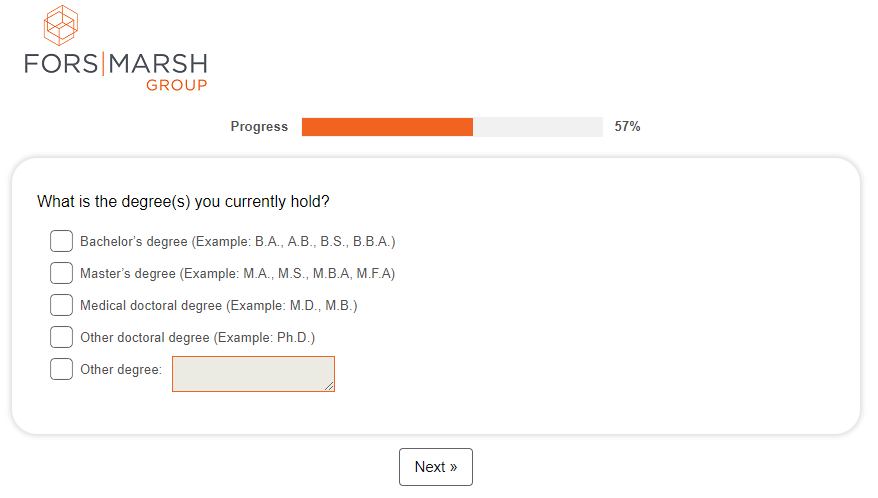 FORS|MARSH
GROUP
Progress 57%
What is the degree(s) you currently hold?
Bachelor’s degree (Example: B.A., A.B., B.S., B.B.A.)
Master’s degree (Example: M.A., M.S., M.B.A, M.F.A)
Medical doctoral degree (Example: M.D., M.B.)
Other doctoral degree (Example: Ph.D.)
Other degree:
Next »